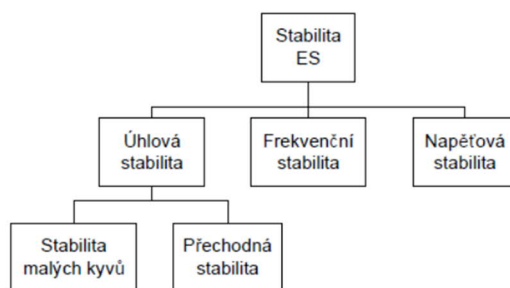 Stabilita
ES
Úhlová
stabilita
Frekvenční
stabilita
Napěťová
stabilita
Stabilita
malých kyvů
Přechodná
stabilita